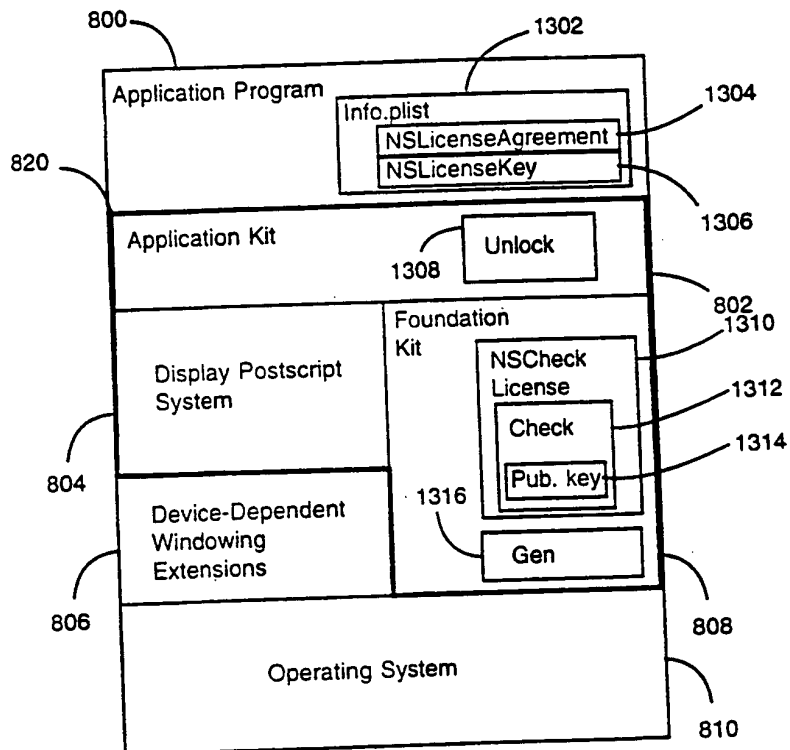 800
1302
Application Program
Info.plist
1304
NSLicenseAgreement
NSLicenseKey
820
1306
Application Kit
Unlock
1308
802
Foundation
Kit
1310
NSCheck
License
Display Postscript
System
1312
Check
1314
Pub. key
804
1316
Device-Dependent
Windowing
Extensions
Gen
806
808
Operating System
810